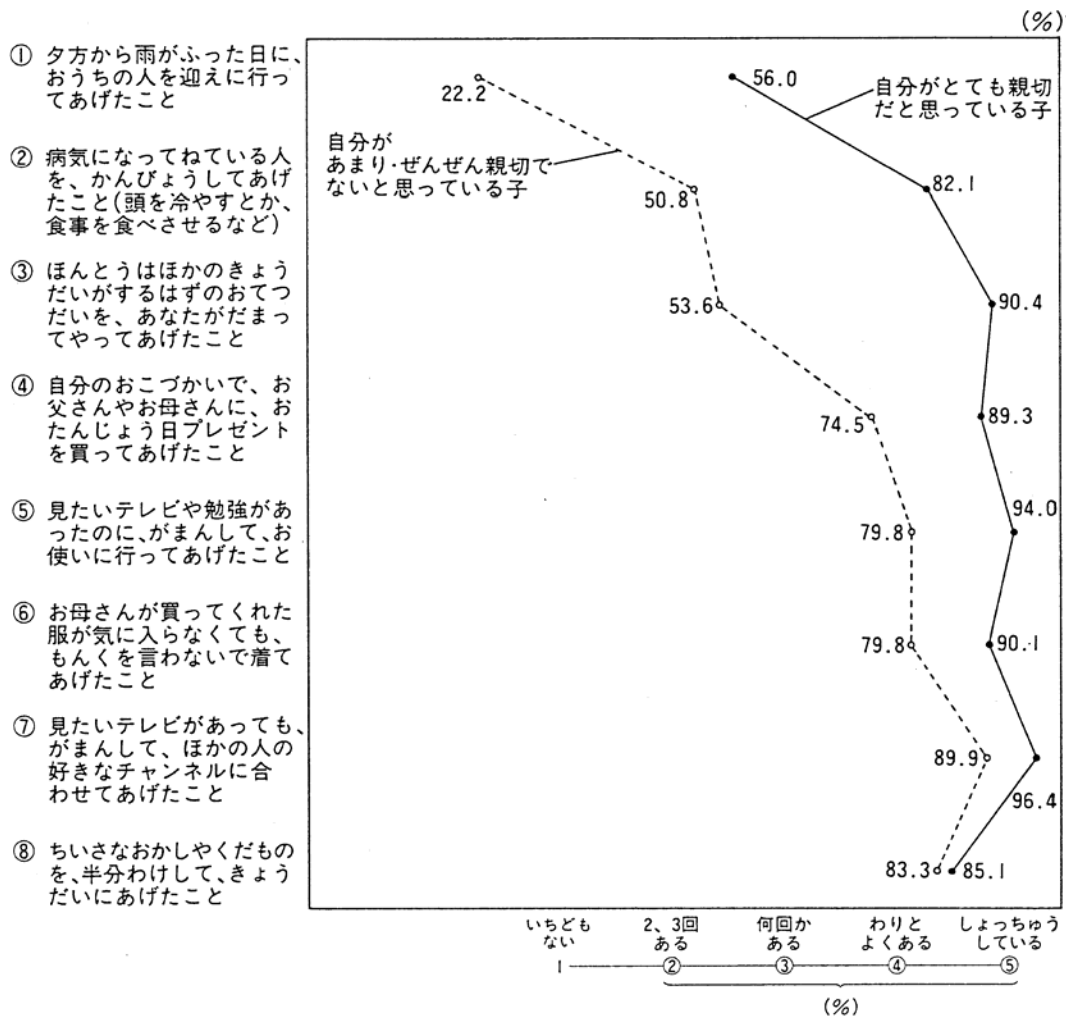 (%)
① 夕方から雨がふった日に、
おうちの人を迎えに行っ
てあげたこと
② 病気になってねている人
を、かんびょうしてあげ
たこと(頭を冷やすとか、
食事を食べさせるなど)
③ ほんとうはほかのきょう
だいがするはずのおてつ
だいを、あなたがだまっ
てやってあげたこと
④ 自分のおこづかいで、お
父さんやお母さんに、お
たんじょう日プレゼント
を買ってあげたこと
⑤ 見たいテレビや勉強があ
ったのに、がまんして、お
使いに行ってあげたこと
⑥ お母さんが買ってくれた
服が気に入らなくても、
もんくを言わないで着て
あげたこと
⑦ 見たいテレビがあっても、
がまんして、ほかの人の
好きなチャンネルに合
わせてあげたこと
⑧ ちいさなおかしやくだもの
を、半分わけして、きょう
だいにあげたこと
22.2
56.0
自分がとても親切
だと思っている子
自分が
あまり・ぜんぜん親切で
ないと思っている子
50.8
82.1
53.6
90.4
74.5
89.3
79.8
94.0
79.8
90.1
89.9
96.4
83.3
85.1
いちども
ない
2、3回
ある
何回か
ある
わりと
よくある
しょっちゅう
している
1 ② ③ ④ ⑤
(%)